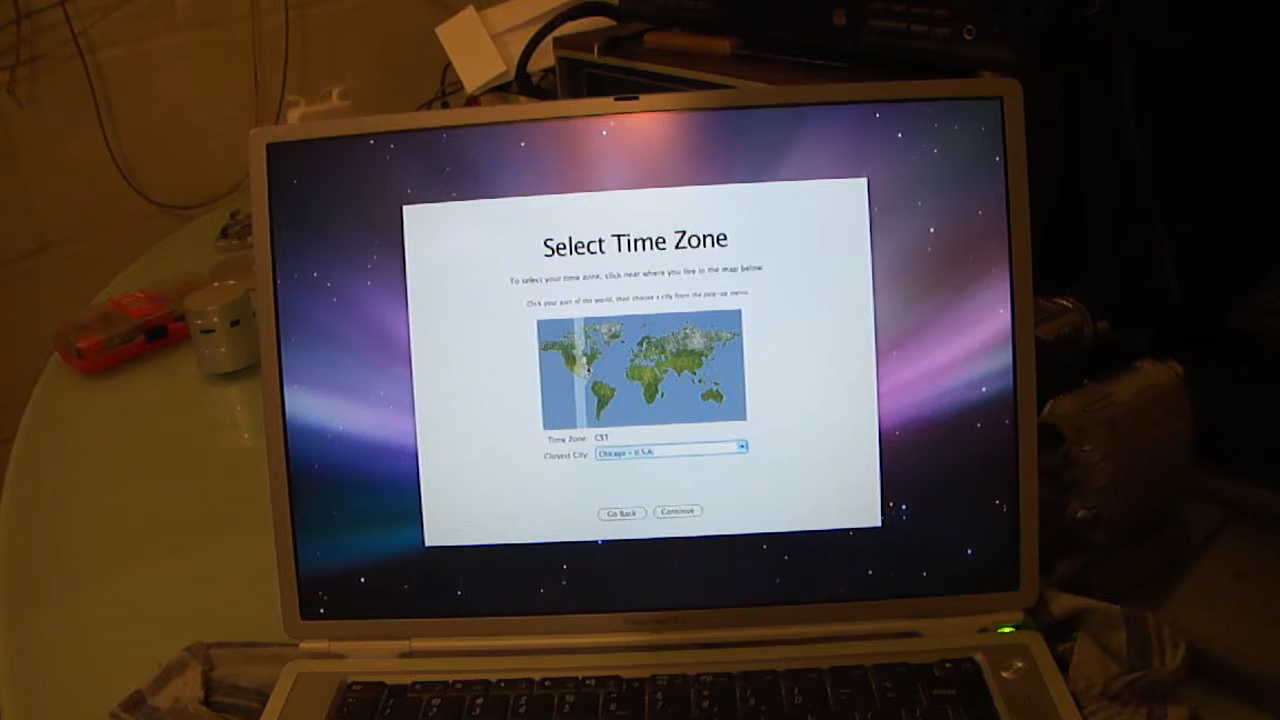 Select Time Zone
To select your time zone, click near where you live in the map below
Click your part of the world, then choose a city from the pop-up menu.
Time Zone: CST
Closest City: Chicago - U.S.A.
Go Back Continue